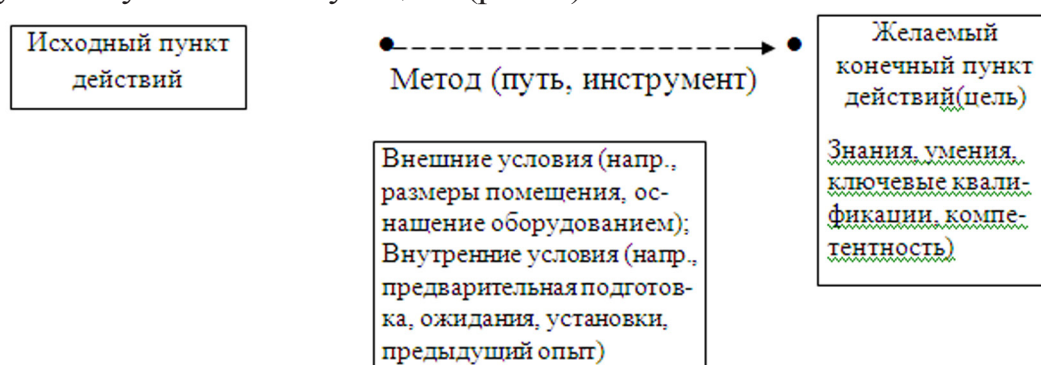 Исходный пункт
действий
Метод (путь, инструмент)
Желаемый
конечный пункт
действий(цель)
Знания, умения,
ключевые квали-
фикации, компе-
тентность)
Внешние условия (напр.,
размеры помещения, ос-
нащение оборудованием);
Внутренние условия (напр.,
предварительная подготов-
ка, ожидания, установки,
предыдущий опыт)